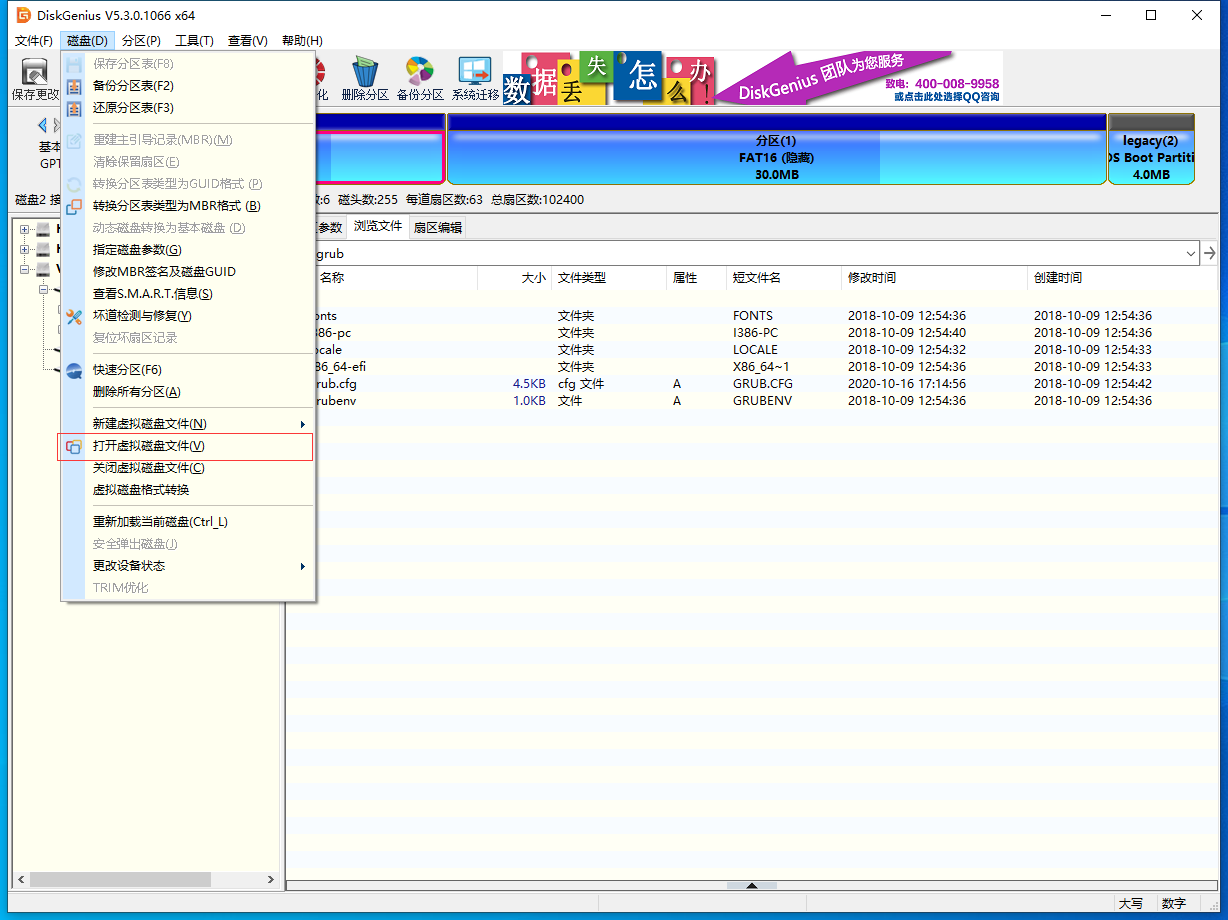 DiskGenius V5.3.0.1066 x64
文件(F) 磁盘(D) 分区(P) 工具(T) 查看(V) 帮助(H)
保存更改
化 删除分区 备份分区 系统迁移
数据丢失怎么办!
DiskGenius 团队为您服务
致电: 400-008-9958
或点击此处选择QQ咨询
保存分区表(F8)
备份分区表(F2)
还原分区表(F3)
重建主引导记录(MBR)(M)
清除保留扇区(E)
转换分区表类型为GUID格式 (P)
转换分区表类型为MBR格式 (B)
动态磁盘转换为基本磁盘 (D)
指定磁盘参数(G)
修改MBR签名及磁盘GUID
查看S.M.A.R.T.信息(S)
坏道检测与修复(Y)
复位坏扇区记录
快速分区(F6)
删除所有分区(A)
新建虚拟磁盘文件(N)
打开虚拟磁盘文件(V)
关闭虚拟磁盘文件(C)
虚拟磁盘格式转换
重新加载当前磁盘(Ctrl_L)
安全弹出磁盘(J)
更改设备状态
TRIM优化
基本
GPT
分区(1)
FAT16 (隐藏)
30.0MB
legacy(2)
OS Boot Partiti
4.0MB
磁盘2 接
数:6 磁头数:255 每道扇区数:63 总扇区数:102400
参数 浏览文件 扇区编辑
grub
名称 大小 文件类型 属性 短文件名 修改时间 创建时间
onts 文件夹 FONTS 2018-10-09 12:54:36 2018-10-09 12:54:36
386-pc 文件夹 I386-PC 2018-10-09 12:54:40 2018-10-09 12:54:36
ocale 文件夹 LOCALE 2018-10-09 12:54:32 2018-10-09 12:54:33
86_64-efi 文件夹 X86_64~1 2018-10-09 12:54:36 2018-10-09 12:54:33
rub.cfg 4.5KB cfg 文件 A GRUB.CFG 2020-10-16 17:14:56 2018-10-09 12:54:42
rubenv 1.0KB 文件 A GRUBENV 2018-10-09 12:54:36 2018-10-09 12:54:36
大写 数字